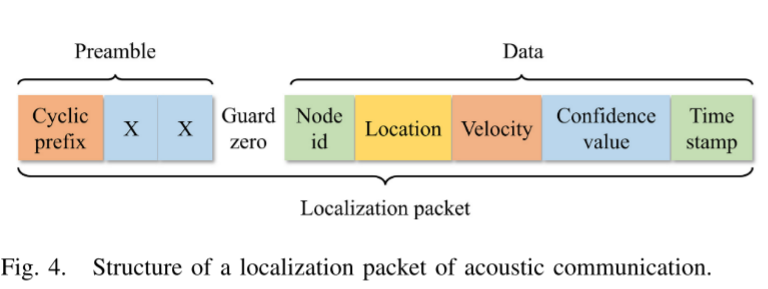 Preamble
Data
Cyclic prefix
X
X
Guard zero
Node id
Location
Velocity
Confidence value
Time stamp
Localization packet
Fig. 4. Structure of a localization packet of acoustic communication.